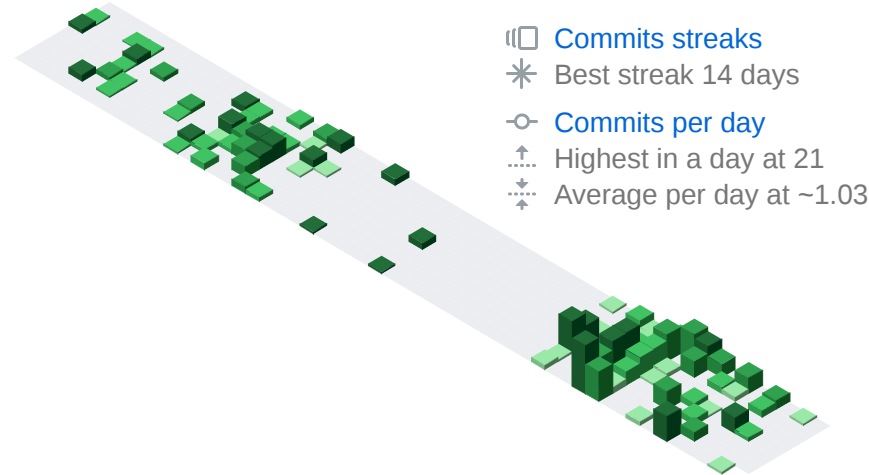 Commits streaks
Best streak 14 days
Commits per day
Highest in a day at 21
Average per day at ~1.03